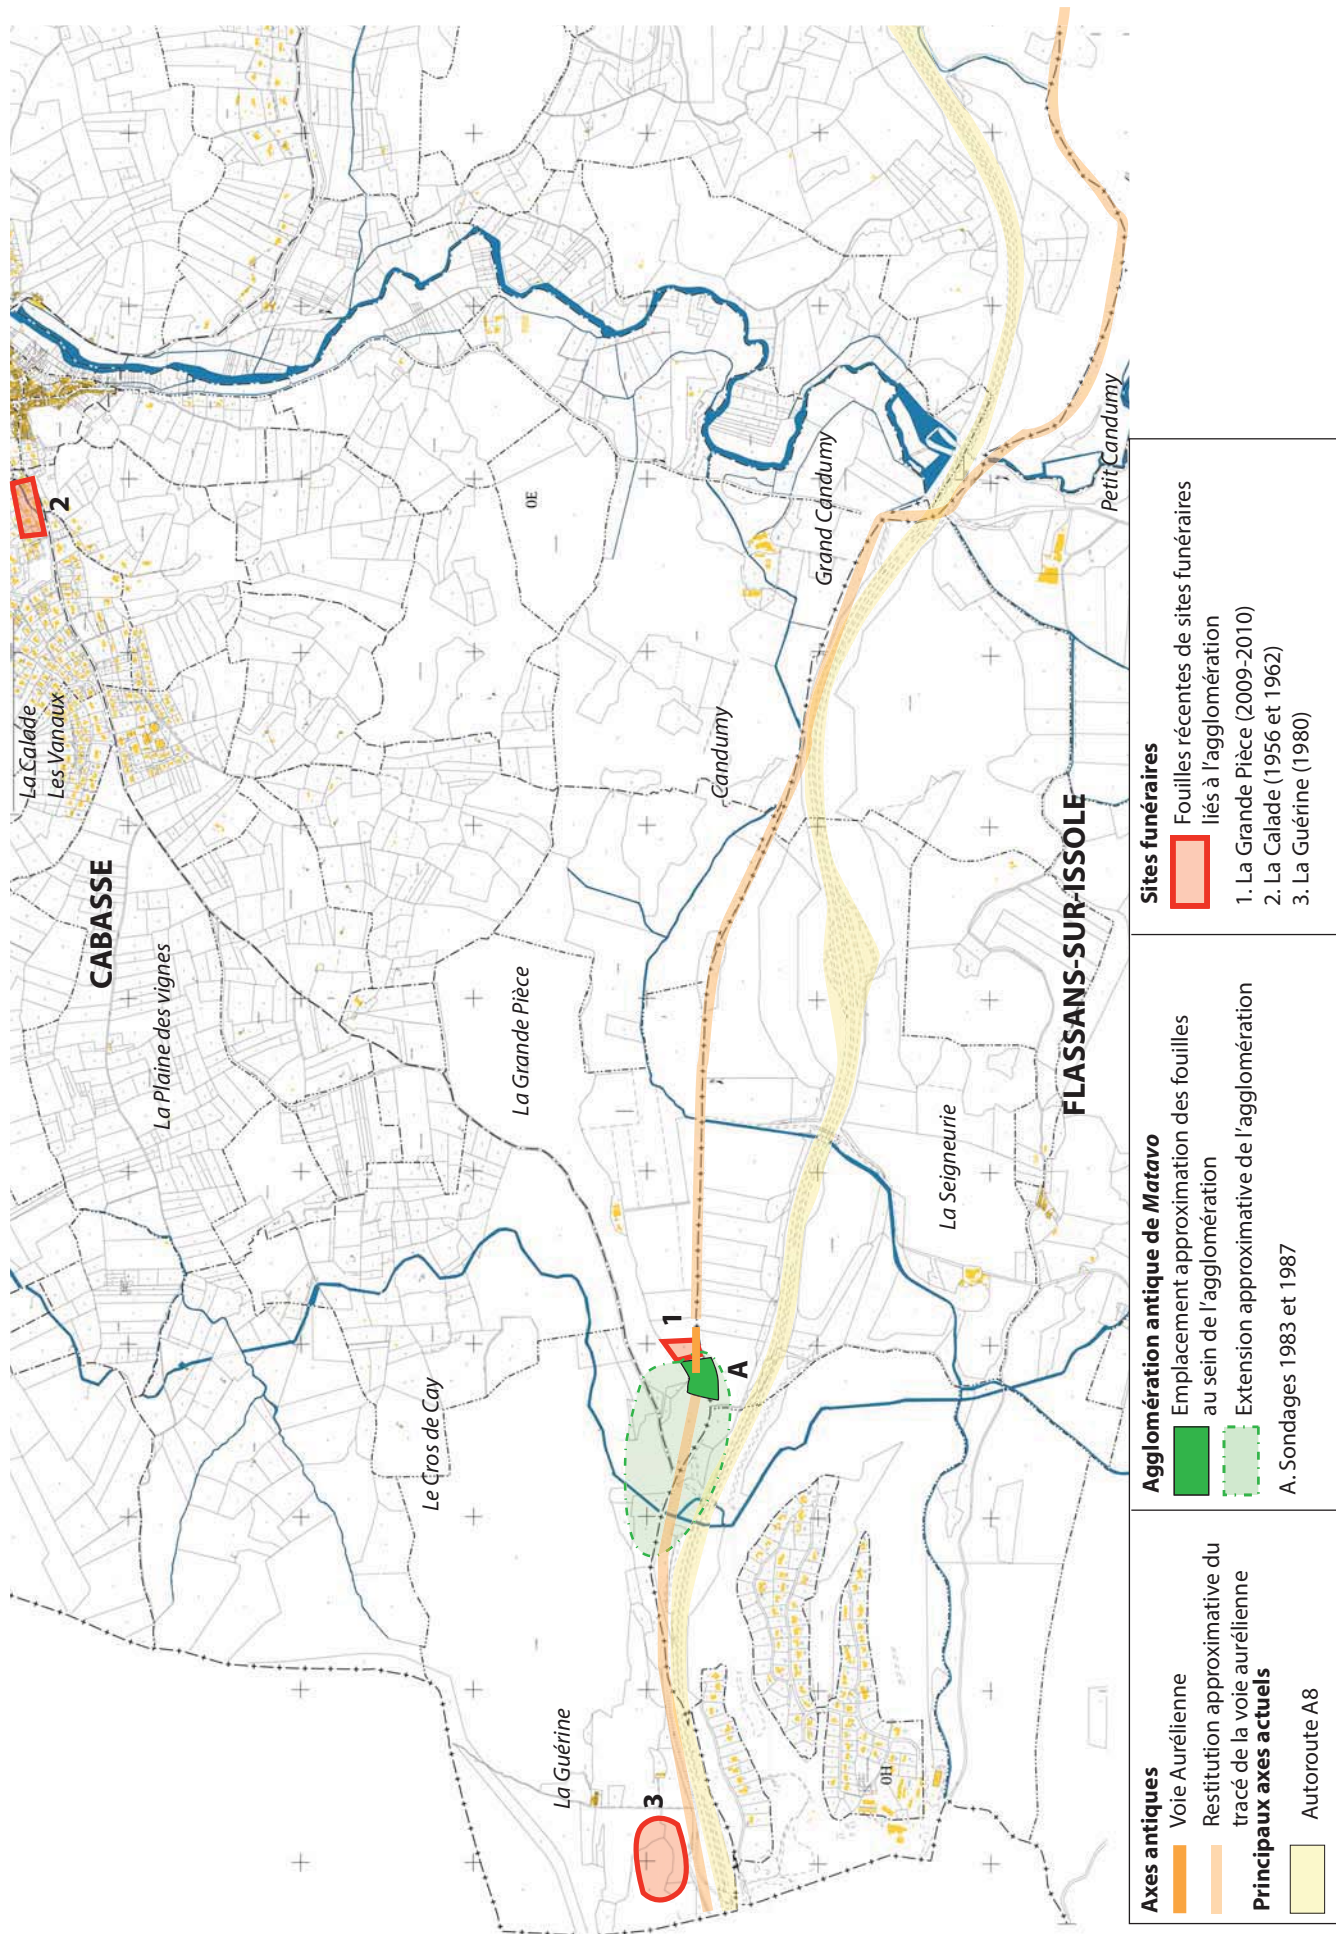 La Calade
Les Vanaux
2
CABASSE
La Plaine des vignes
0E
La Grande Pièce
Le Cros de Cay
Candumy
Grand Candumy
Petit Candumy
La Guérine
3
1
A
La Seigneurie
0H
FLASSANS-SUR-ISSOLE
Axes antiques
Voie Aurélienne
Restitution approximative du
tracé de la voie aurélienne
Principaux axes actuels
Autoroute A8
Agglomération antique de Matavo
Emplacement approximation des fouilles
au sein de l'agglomération
Extension approximative de l'agglomération
A. Sondages 1983 et 1987
Sites funéraires
Fouilles récentes de sites funéraires
liés à l'agglomération
1. La Grande Pièce (2009-2010)
2. La Calade (1956 et 1962)
3. La Guérine (1980)